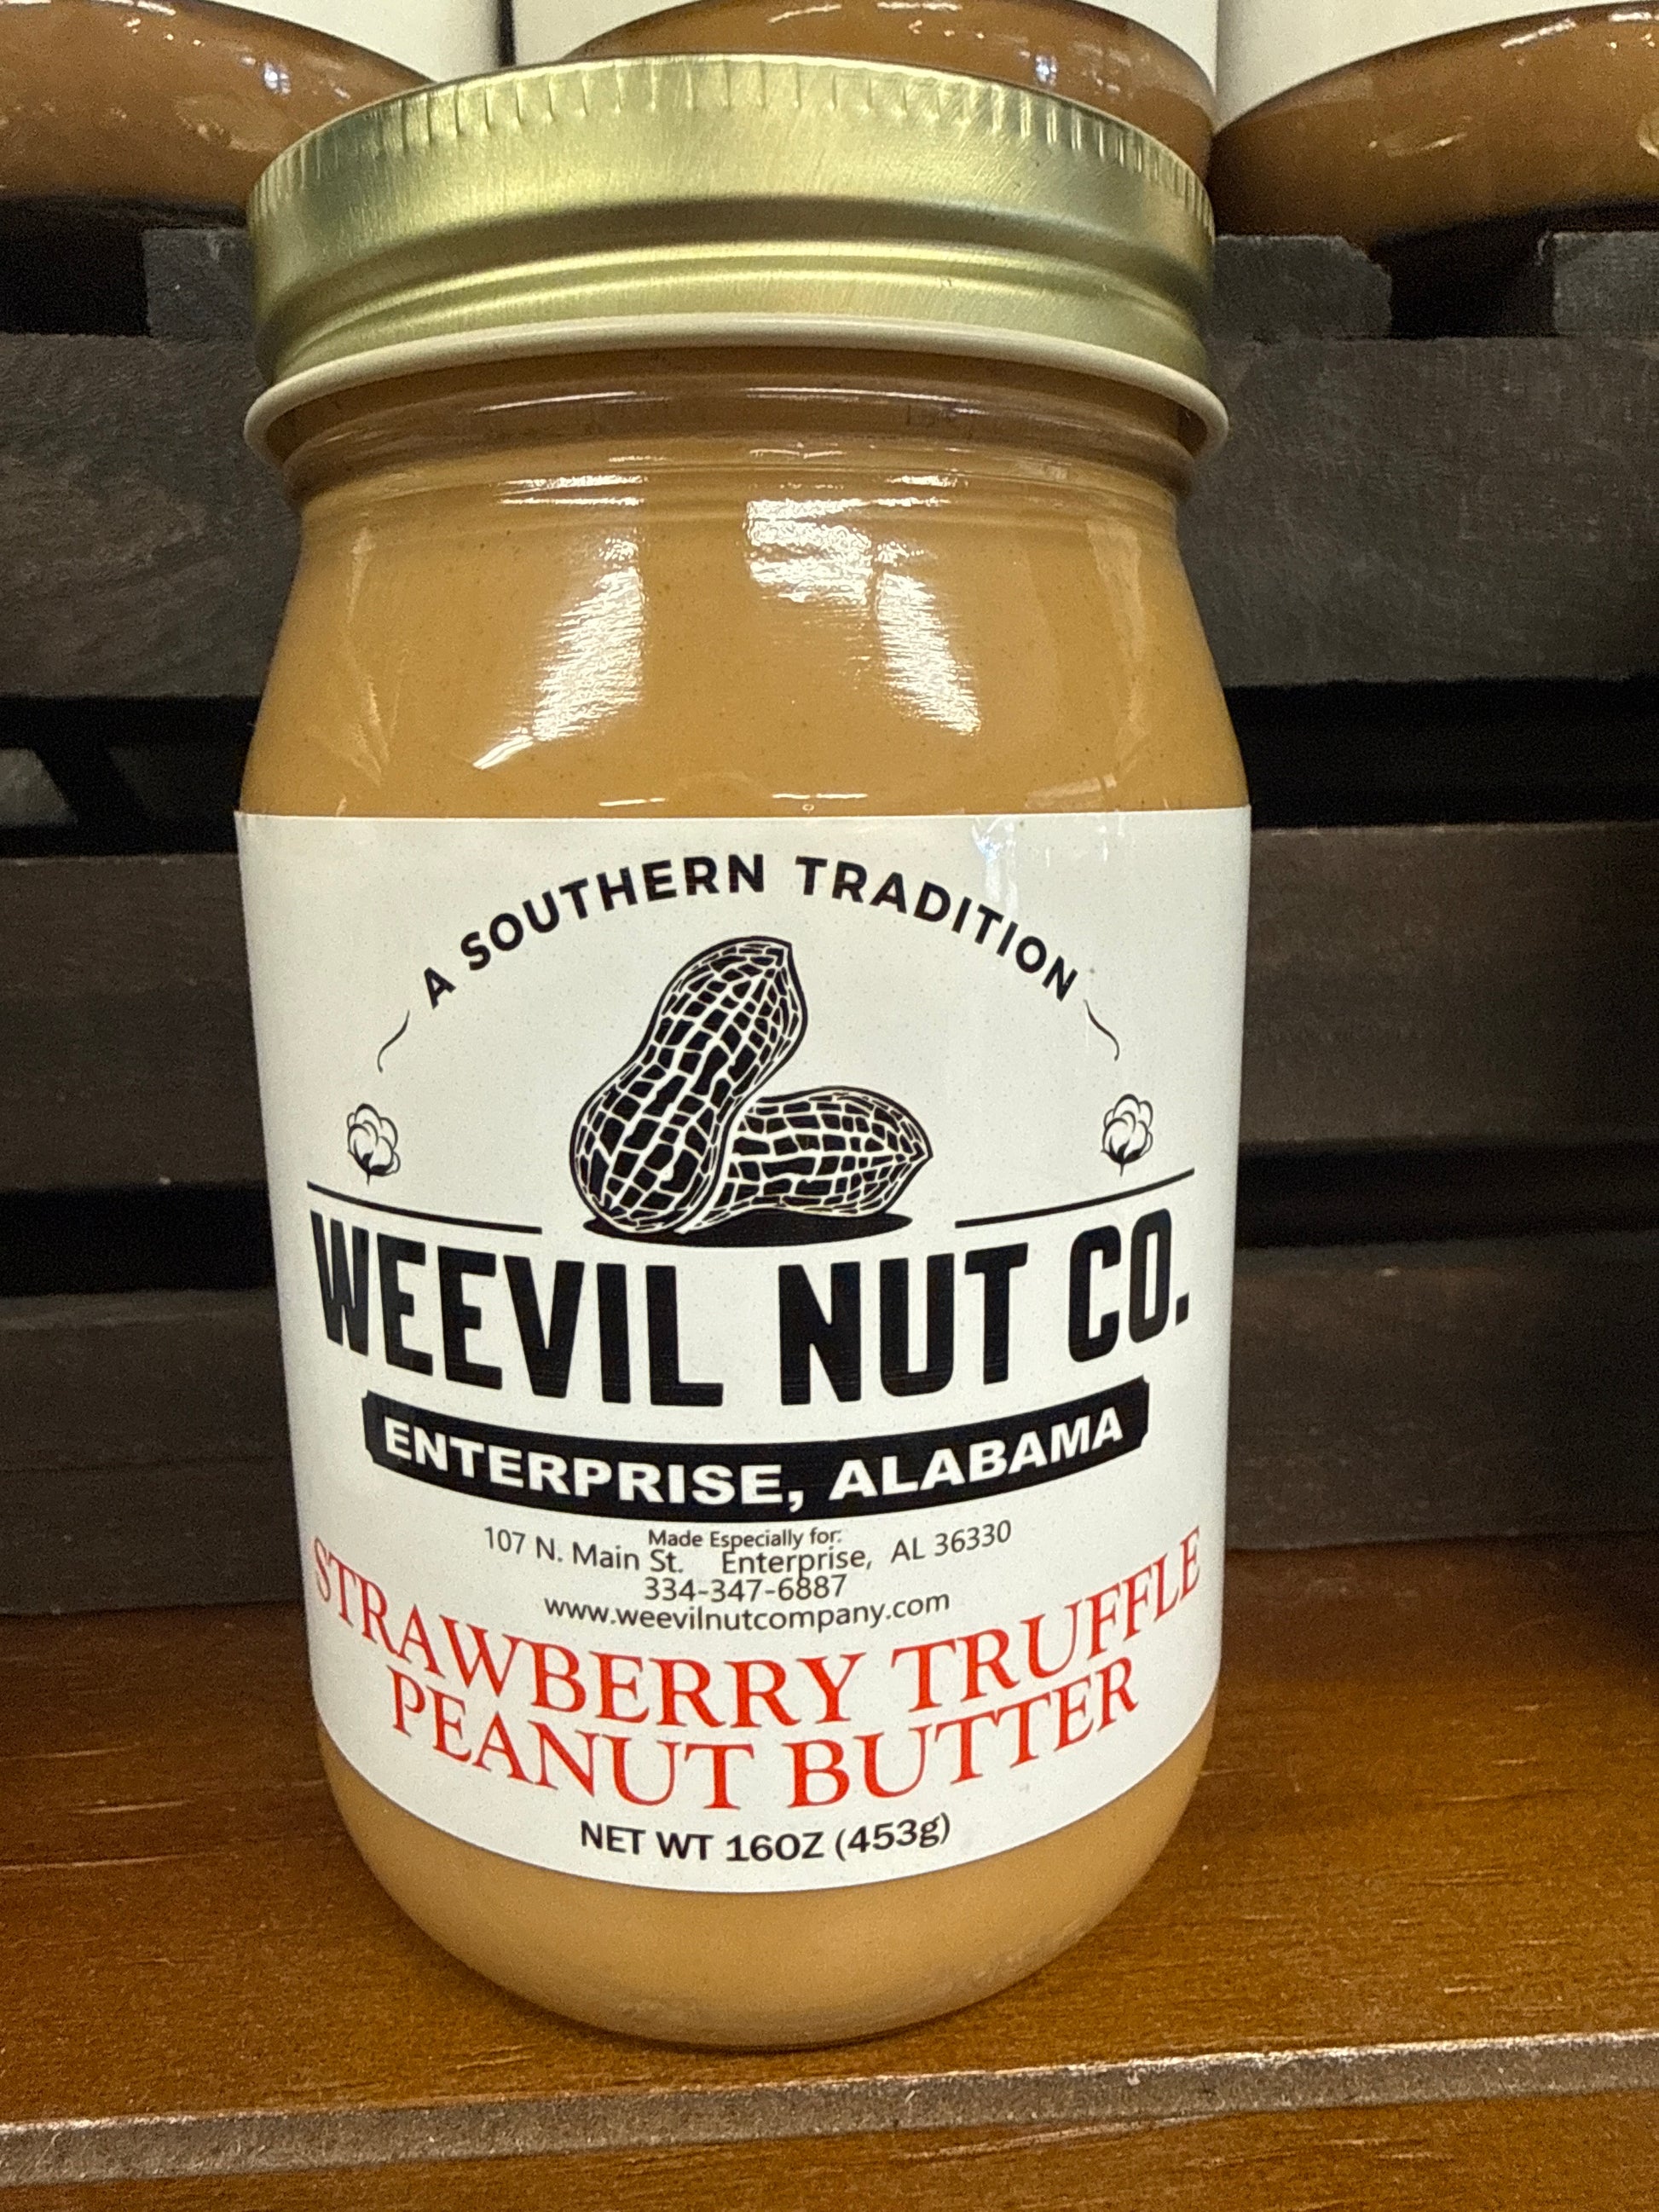 A SOUTHERN TRADITION
WEEVIL NUT CO.
ENTERPRISE, ALABAMA
Made Especially for:
107 N. Main St. Enterprise, AL 36330
334-347-6887
www.weevilnutcompany.com
STRAWBERRY TRUFFLE
PEANUT BUTTER
NET WT 16OZ (453g)